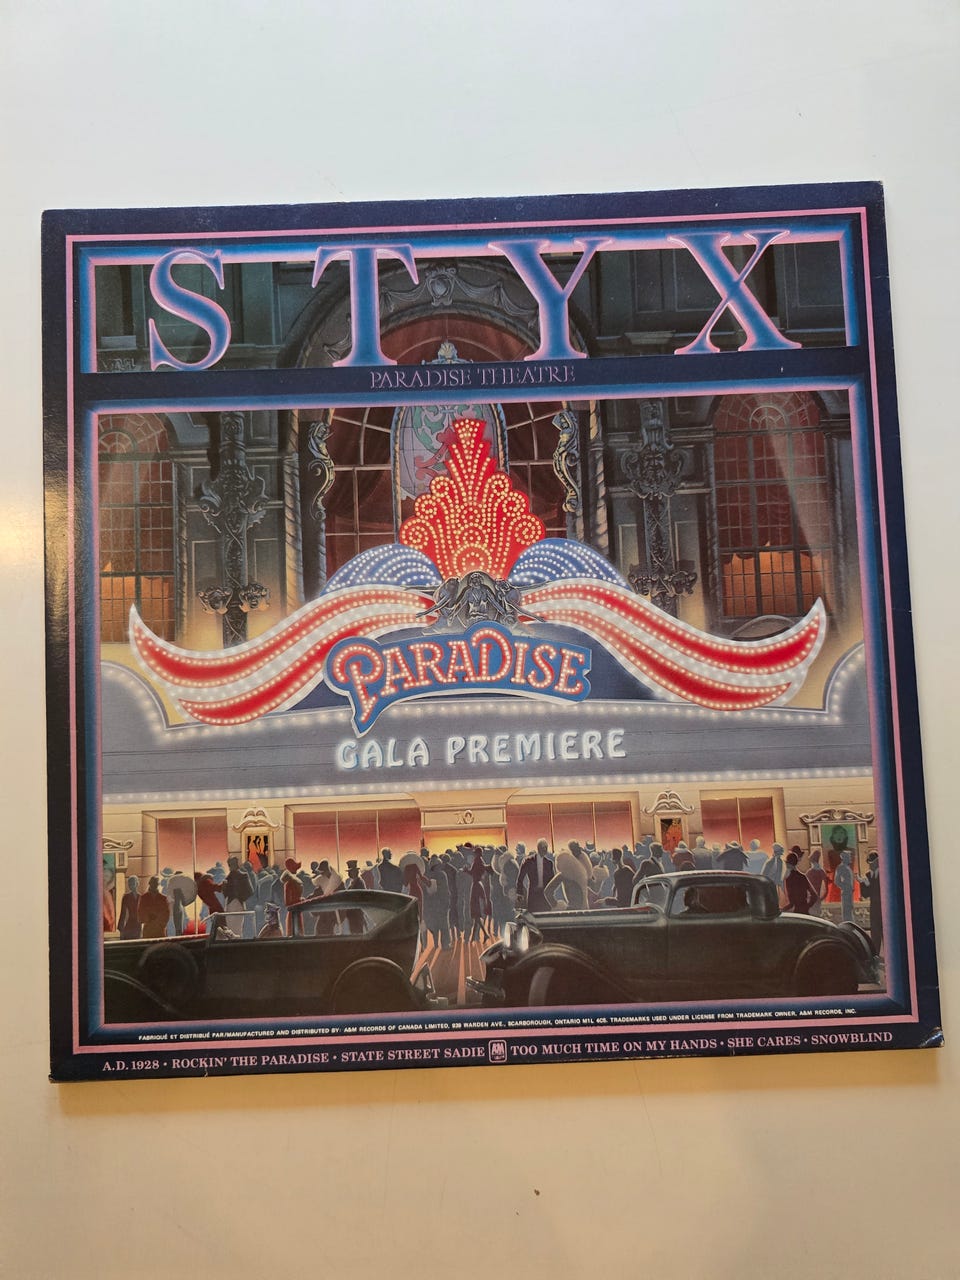 STYX
PARADISE THEATRE
PARADISE
GALA PREMIERE
10
FABRIQUÉ ET DISTRIBUÉ PAR/MANUFACTURED AND DISTRIBUTED BY: A&M RECORDS OF CANADA LIMITED, 939 WARDEN AVE., SCARBOROUGH, ONTARIO M1L 4C5. TRADEMARKS USED UNDER LICENSE FROM TRADEMARK OWNER, A&M RECORDS, INC.
A.D. 1928 • ROCKIN' THE PARADISE • STATE STREET SADIE A&M TOO MUCH TIME ON MY HANDS • SHE CARES • SNOWBLIND